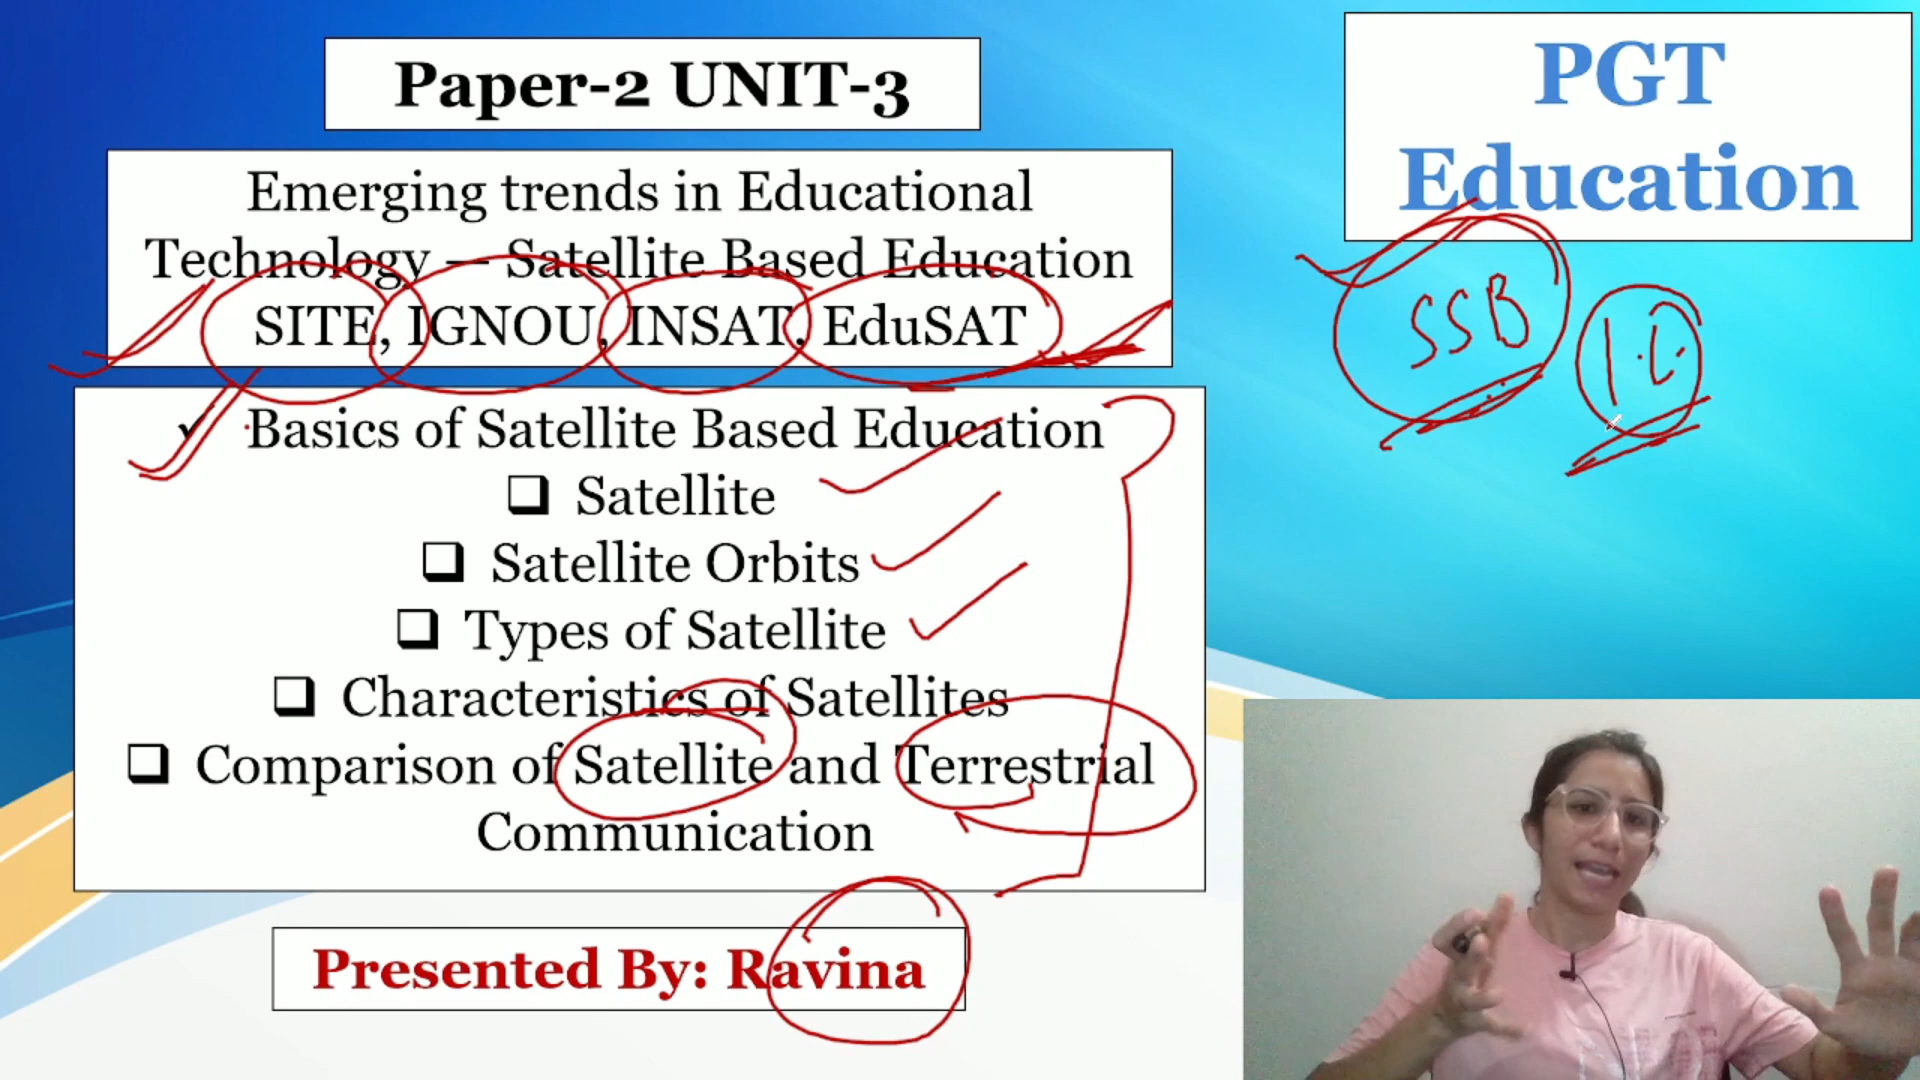 Paper-2 UNIT-3
PGT
Education
Emerging trends in Educational
Technology — Satellite Based Education
SITE, IGNOU, INSAT, EduSAT
SSB
✓ Basics of Satellite Based Education
❑ Satellite
❑ Satellite Orbits
❑ Types of Satellite
❑ Characteristics of Satellites
❑ Comparison of Satellite and Terrestrial
Communication
Presented By: Ravina